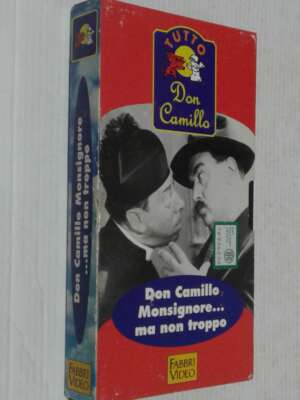 TUTTO
Don
Camillo
Don Camillo
Monsignore...
ma non troppo
FABBRI
VIDEO
Don Camillo Monsignore
...ma non troppo
FABBRI
VIDEO